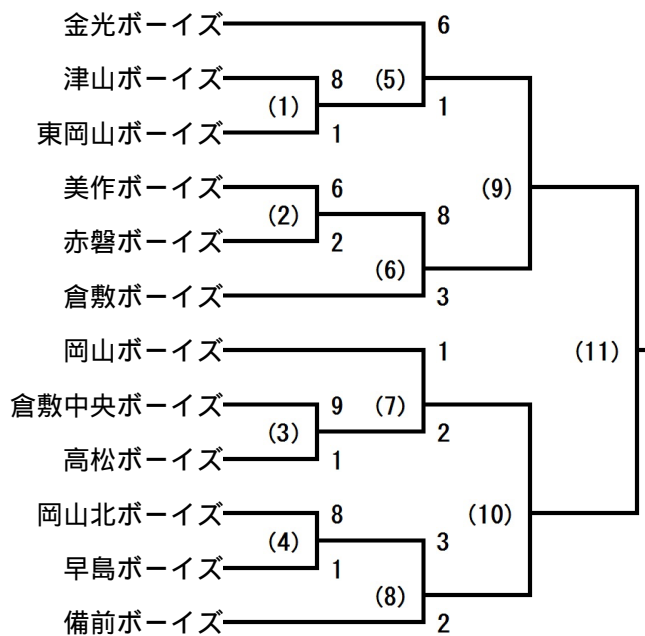 金光ボーイズ 6
津山ボーイズ 8 (5)
(1) 1
東岡山ボーイズ 1
美作ボーイズ 6 (9)
(2) 8
赤磐ボーイズ 2
(6)
倉敷ボーイズ 3
岡山ボーイズ 1 (11)
倉敷中央ボーイズ 9 (7)
(3) 2
高松ボーイズ 1
岡山北ボーイズ 8 (10)
(4) 3
早島ボーイズ 1
(8)
備前ボーイズ 2